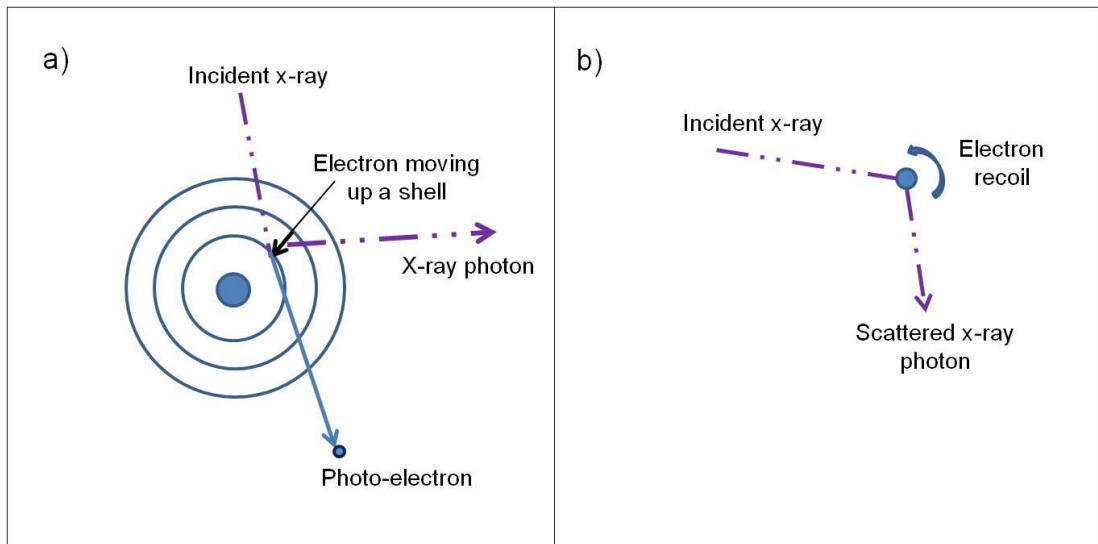 a)
Incident x-ray
Electron moving
up a shell
X-ray photon
Photo-electron
b)
Incident x-ray
Electron
recoil
Scattered x-ray
photon